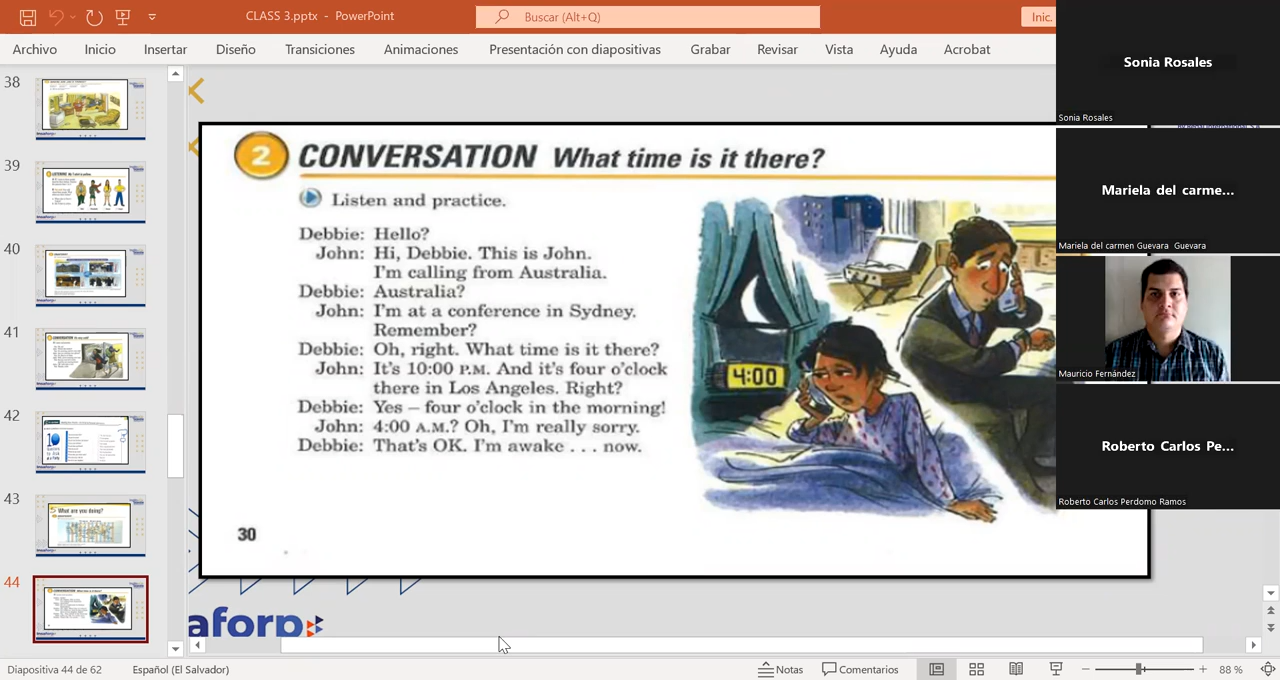 CLASS 3.pptx - PowerPoint
Buscar (Alt+Q)
Inic.
Archivo
Inicio
Insertar
Diseño
Transiciones
Animaciones
Presentación con diapositivas
Grabar
Revisar
Vista
Ayuda
Acrobat
Sonia Rosales
Sonia Rosales
Mariela del carme...
Mariela del carmen Guevara Guevara
Mauricio Fernández
Roberto Carlos Pe...
Roberto Carlos Perdomo Ramos
38
39
40
41
42
43
What are you doing?
44
2 CONVERSATION What time is it there?
Listen and practice.
Debbie: Hello?
John: Hi, Debbie. This is John.
I'm calling from Australia.
Debbie: Australia?
John: I'm at a conference in Sydney.
Remember?
Debbie: Oh, right. What time is it there?
John: It's 10:00 P.M. And it's four o'clock
there in Los Angeles. Right?
Debbie: Yes – four o'clock in the morning!
John: 4:00 A.M.? Oh, I'm really sorry.
Debbie: That's OK. I'm awake . . . now.
4:00
30
aforp
Diapositiva 44 de 62
Español (El Salvador)
Notas
Comentarios
88 %